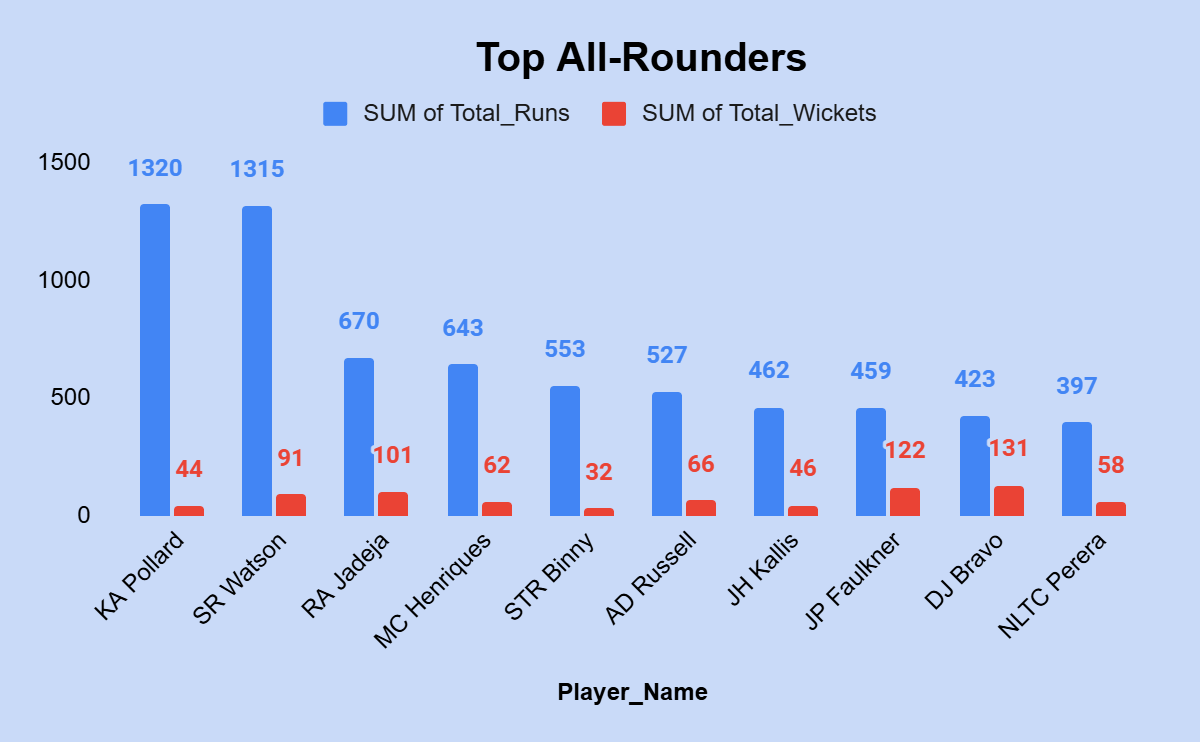 Top All-Rounders
SUM of Total_Runs SUM of Total_Wickets
1500
1000
500
0
1320 1315 670 643 553 527 462 459 423 397
44 91 101 62 32 66 46 122 131 58
KA Pollard
SR Watson
RA Jadeja
MC Henriques
STR Binny
AD Russell
JH Kallis
JP Faulkner
DJ Bravo
NLTC Perera
Player_Name